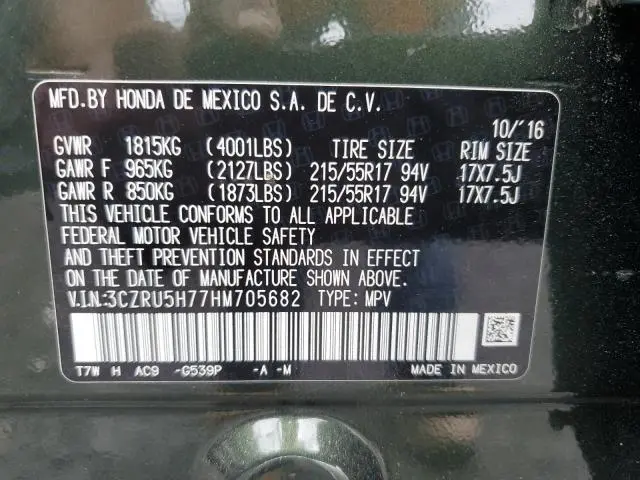 MFD.BY HONDA DE MEXICO S.A. DE C.V.
10/'16
GVWR 1815KG (4001LBS) TIRE SIZE RIM SIZE
GAWR F 965KG (2127LBS) 215/55R17 94V 17X7.5J
GAWR R 850KG (1873LBS) 215/55R17 94V 17X7.5J
THIS VEHICLE CONFORMS TO ALL APPLICABLE
FEDERAL MOTOR VEHICLE SAFETY
AND THEFT PREVENTION STANDARDS IN EFFECT
ON THE DATE OF MANUFACTURE SHOWN ABOVE.
V.I.N:3CZRU5H77HM705682 TYPE: MPV
T7W H AC9 -G539P -A -M MADE IN MEXICO